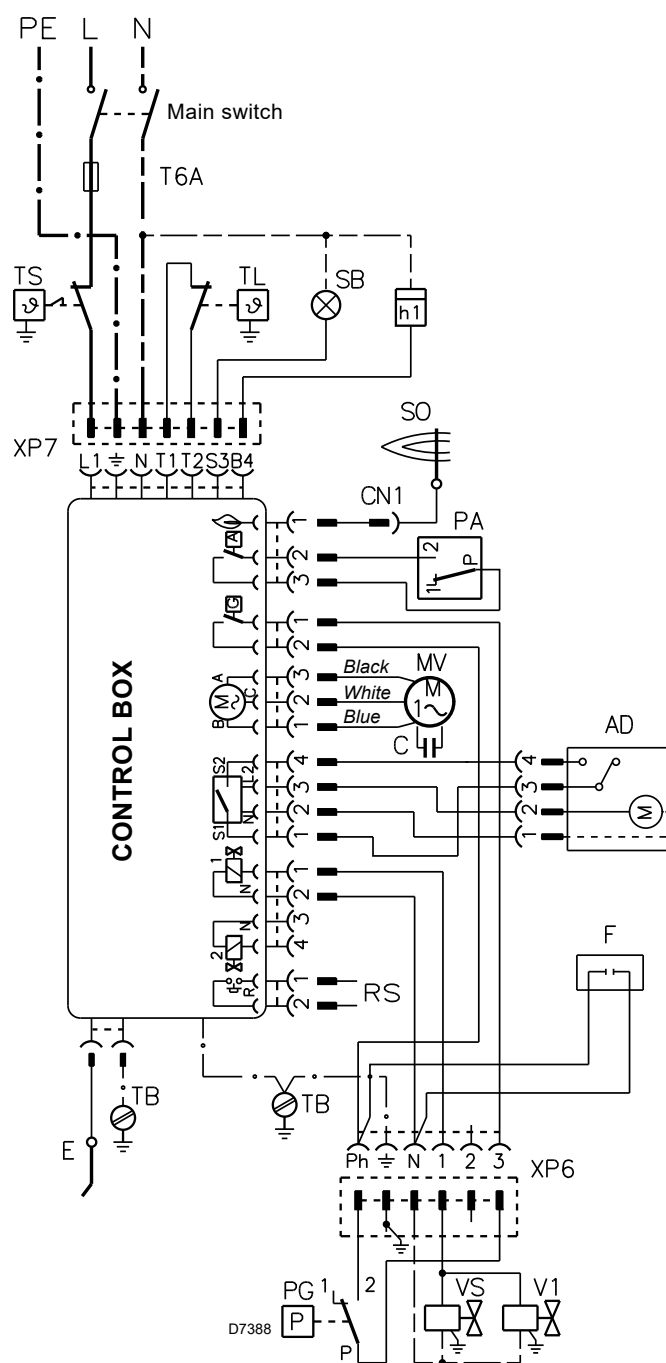 PE L N
Main switch
T6A
TS TL SB
ϑ ϑ h1
XP7
L1 N T1 T2 S3 B4
SO
CN1
PA
2 P 1
CONTROL BOX
1
A 2
3
G 1
2
A 3 Black MV
M C 2 White M 1
B 1 Blue
C
AD
S2 4 4
L2 3 3
N 2 2 M
S1 1 1
1 1
N 2
N 3
2 4
F
R 1 RS
2
TB TB
E
Ph N 1 2 3
XP6
PG 1 2 VS V1
P
D7388
P